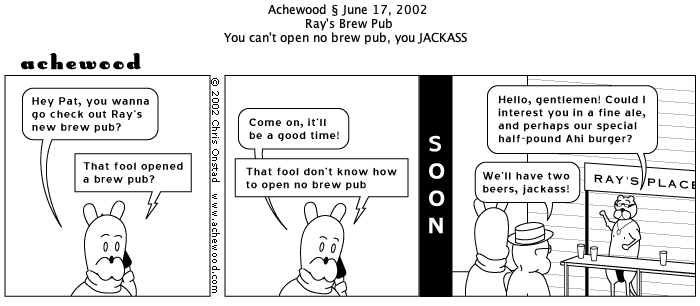 Achewood § June 17, 2002
Ray's Brew Pub
You can't open no brew pub, you JACKASS
achewood
Hey Pat, you wanna
go check out Ray's
new brew pub?
That fool opened
a brew pub?
© 2002 Chris Onstad www.achewood.com
Come on, it'll
be a good time!
That fool don't know how
to open no brew pub
SOON
Hello, gentlemen! Could I
interest you in a fine ale,
and perhaps our special
half-pound Ahi burger?
We'll have two
beers, jackass!
RAY'S PLACE